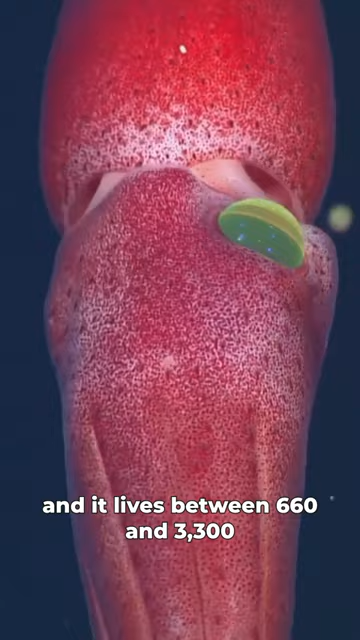 and it lives between 660
and 3,300